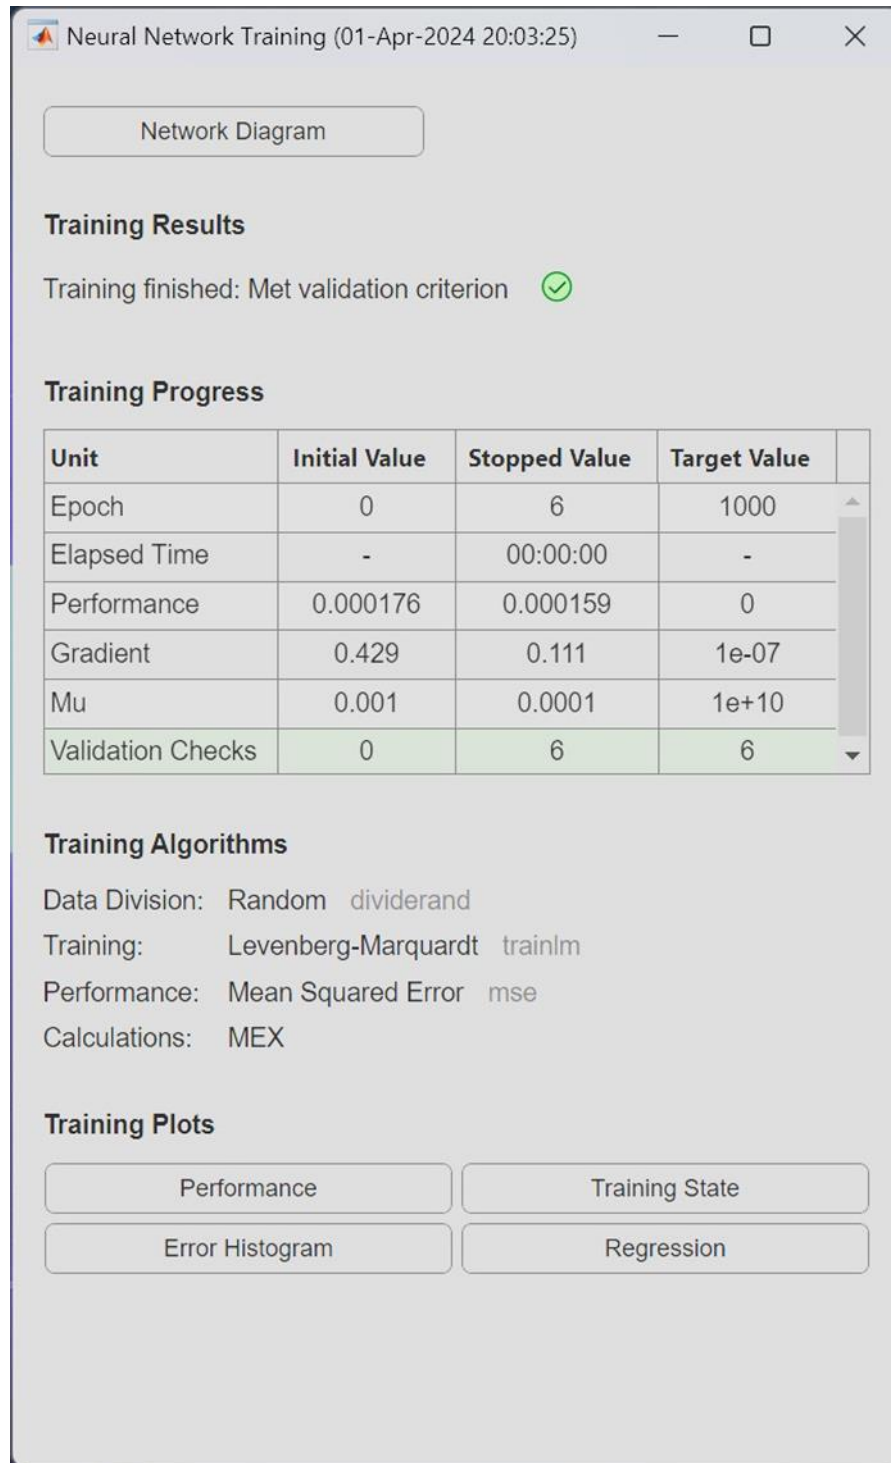 Neural Network Training (01-Apr-2024 20:03:25)
Network Diagram
Training Results
Training finished: Met validation criterion
Training Progress
Unit Initial Value Stopped Value Target Value
Epoch 0 6 1000
Elapsed Time - 00:00:00 -
Performance 0.000176 0.000159 0
Gradient 0.429 0.111 1e-07
Mu 0.001 0.0001 1e+10
Validation Checks 0 6 6
Training Algorithms
Data Division: Random dividerand
Training: Levenberg-Marquardt trainlm
Performance: Mean Squared Error mse
Calculations: MEX
Training Plots
Performance Training State
Error Histogram Regression